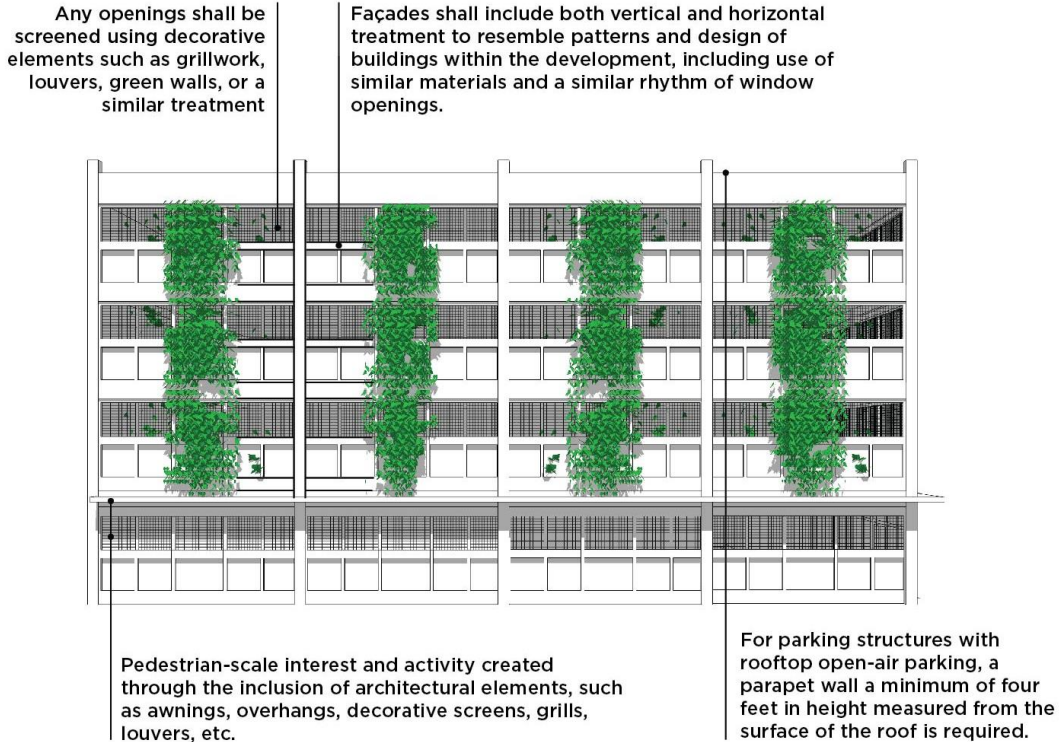 Any openings shall be
screened using decorative
elements such as grillwork,
louvers, green walls, or a
similar treatment
Façades shall include both vertical and horizontal
treatment to resemble patterns and design of
buildings within the development, including use of
similar materials and a similar rhythm of window
openings.
Pedestrian-scale interest and activity created
through the inclusion of architectural elements, such
as awnings, overhangs, decorative screens, grills,
louvers, etc.
For parking structures with
rooftop open-air parking, a
parapet wall a minimum of four
feet in height measured from the
surface of the roof is required.